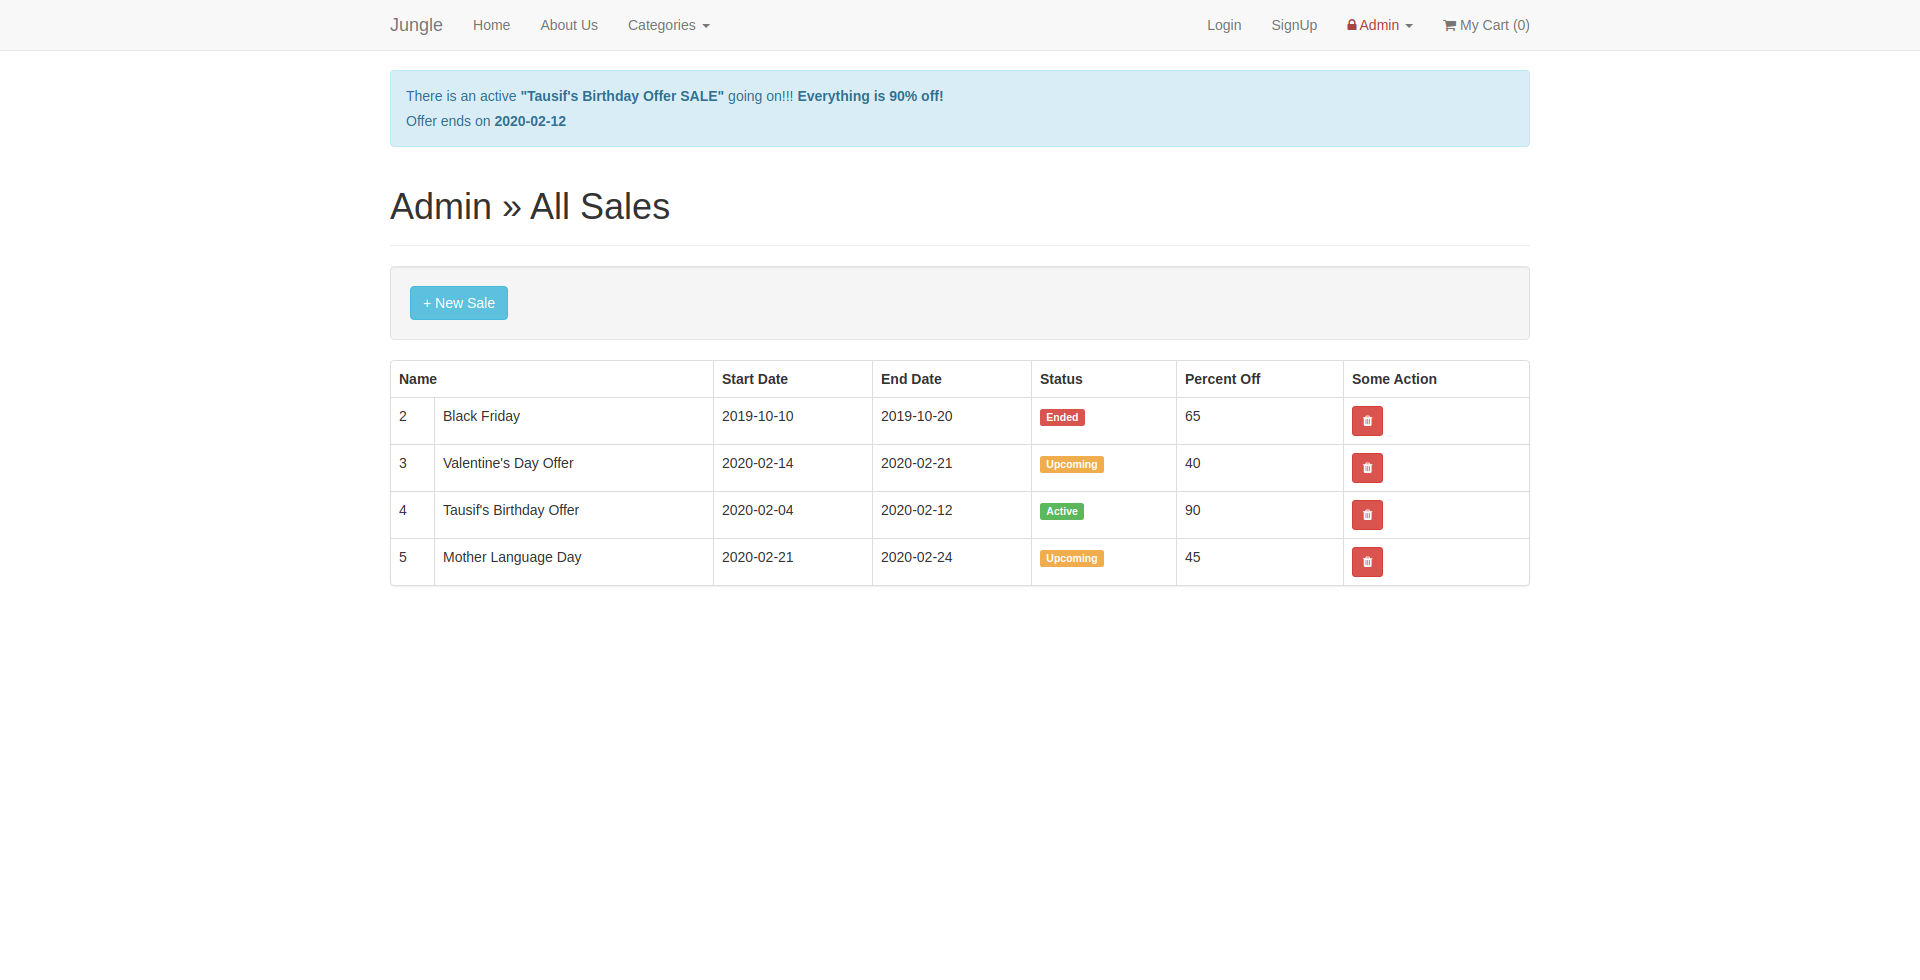 Jungle Home About Us Categories Login SignUp Admin My Cart (0)
There is an active "Tausif's Birthday Offer SALE" going on!!! Everything is 90% off!
Offer ends on 2020-02-12
Admin » All Sales
+ New Sale
Name Start Date End Date Status Percent Off Some Action
2 Black Friday 2019-10-10 2019-10-20 Ended 65
3 Valentine's Day Offer 2020-02-14 2020-02-21 Upcoming 40
4 Tausif's Birthday Offer 2020-02-04 2020-02-12 Active 90
5 Mother Language Day 2020-02-21 2020-02-24 Upcoming 45